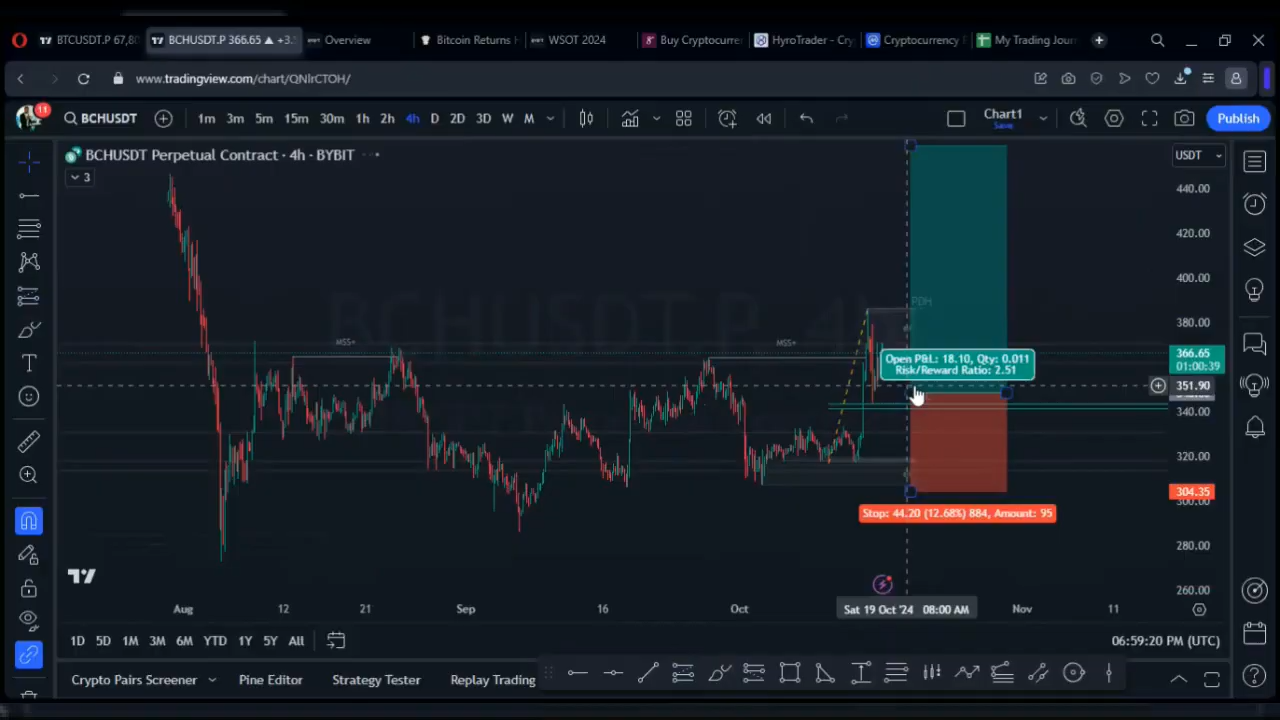 BTCUSDT.P 67,80
BCHUSDT.P 366.65 ▲ +3.
Overview
Bitcoin Returns H
WSOT 2024
Buy Cryptocurre
HyroTrader - Cry
Cryptocurrency
My Trading Jour
www.tradingview.com/chart/QNlrCTOH/
11
BCHUSDT
1m 3m 5m 15m 30m 1h 2h 4h D 2D 3D W M
Chart1
Save
Publish
BCHUSDT Perpetual Contract · 4h · BYBIT
USDT
3
440.00
420.00
400.00
380.00
366.65
01:00:39
351.90
340.00
320.00
304.35
300.00
280.00
260.00
PDH
MSS+
MSS+
Open P&L: 18.10, Qty: 0.011
Risk/Reward Ratio: 2.51
Stop: 44.20 (12.68%) 884, Amount: 95
Aug 12 21 Sep 16 Oct
Sat 19 Oct '24 08:00 AM
Nov 11
1D 5D 1M 3M 6M YTD 1Y 5Y All
06:59:20 PM (UTC)
Crypto Pairs Screener
Pine Editor
Strategy Tester
Replay Trading